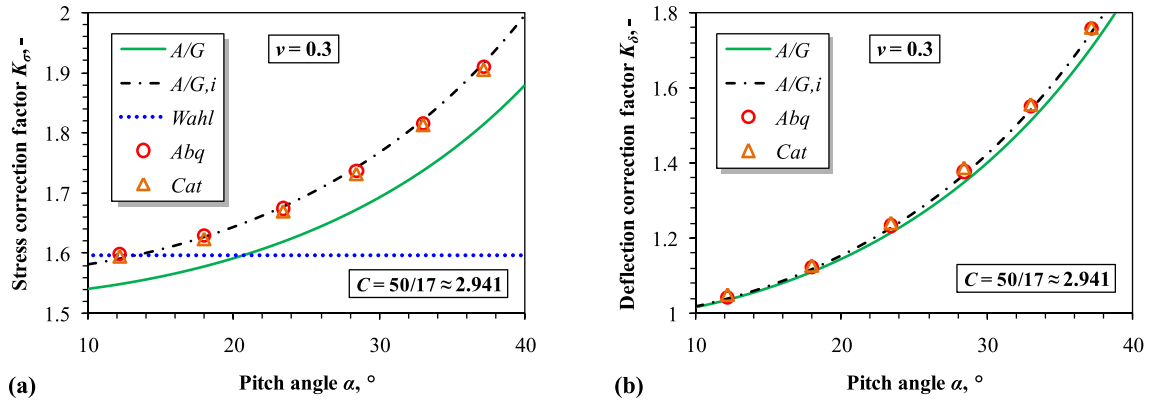 Stress correction factor Kσ, -
2
1.9
1.8
1.7
1.6
1.5
A/G
A/G,i
Wahl
Abq
Cat
ν = 0.3
C = 50/17 ≈ 2.941
10 20 30 40
(a)
Pitch angle α, °
Deflection correction factor Kδ, -
1.8
1.6
1.4
1.2
1
A/G
A/G,i
Abq
Cat
ν = 0.3
C = 50/17 ≈ 2.941
10 20 30 40
(b)
Pitch angle α, °